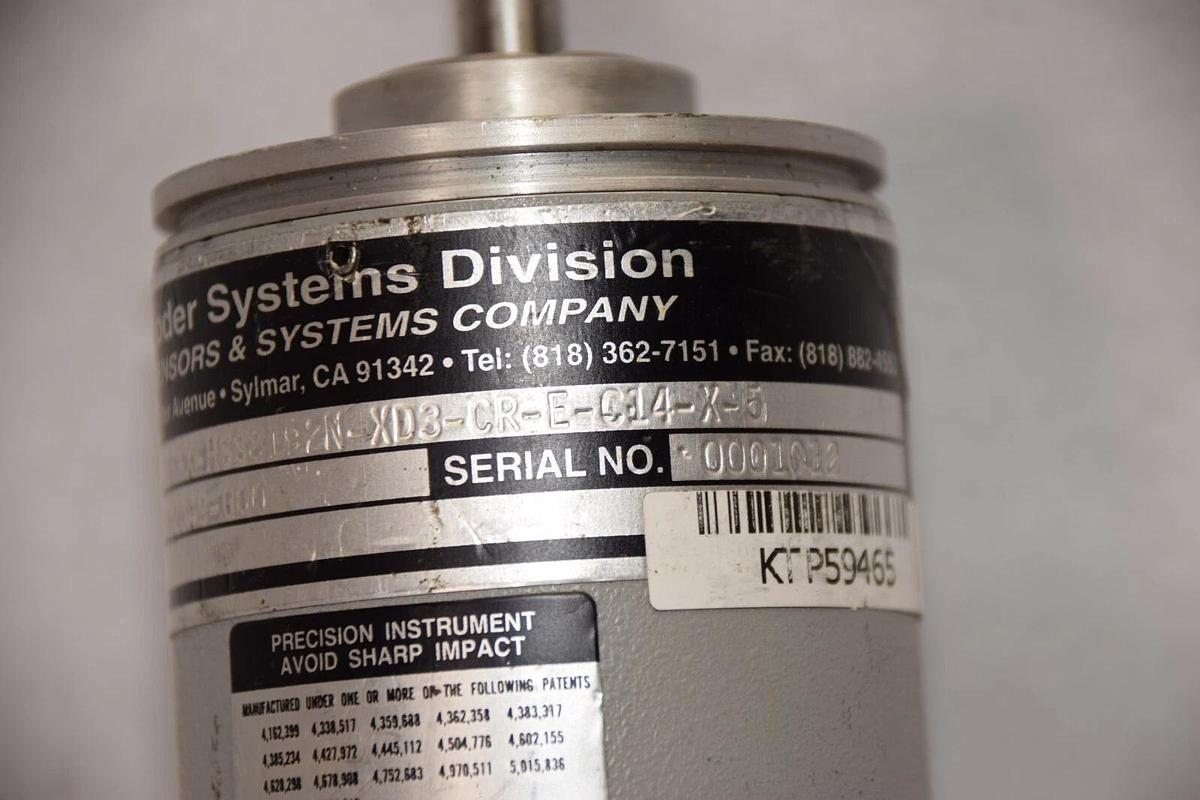 Systems Division
& SYSTEMS COMPANY
Avenue • Sylmar, CA 91342 • Tel: (818) 362-7151 • Fax: (818)
XD3-CR-E-C14-X-5
SERIAL NO.
KTP59465
PRECISION INSTRUMENT
AVOID SHARP IMPACT
MANUFACTURED UNDER ONE OR MORE OF THE FOLLOWING PATENTS
4,162,399 4,338,517 4,359,688 4,362,358 4,383,317
4,385,234 4,427,972 4,445,112 4,504,776 4,602,155
4,628,298 4,678,908 4,752,683 4,970,511 5,015,836